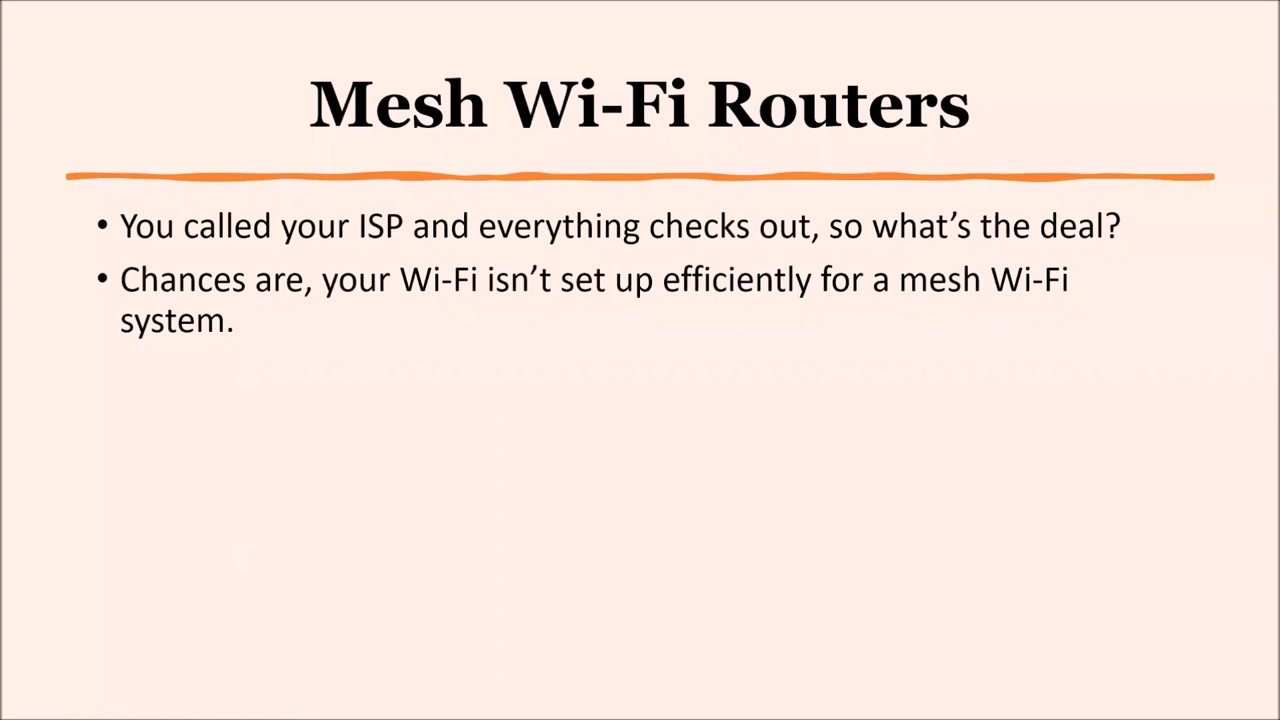 Mesh Wi-Fi Routers
• You called your ISP and everything checks out, so what’s the deal?
• Chances are, your Wi-Fi isn’t set up efficiently for a mesh Wi-Fi
system.